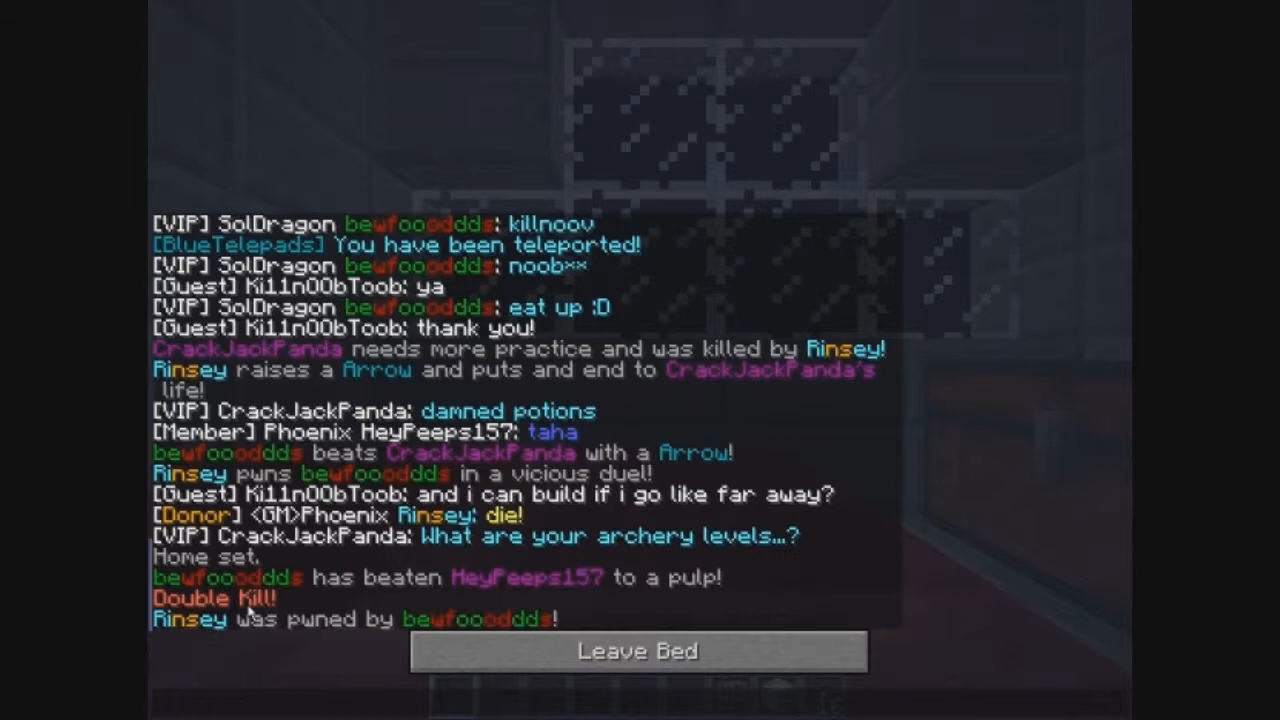 [VIP] SolDragon bewfoooddds: killnoov
[BlueTelepads] You have been teleported!
[VIP] SolDragon bewfoooddds: noob**
[Guest] Ki11n00bToob: ya
[VIP] SolDragon bewfoooddds: eat up :D
[Guest] Ki11n00bToob: thank you!
CrackJackPanda needs more practice and was killed by Rinsey!
Rinsey raises a Arrow and puts and end to CrackJackPanda's
life!
[VIP] CrackJackPanda: damned potions
[Member] Phoenix HeyPeeps157: taha
bewfoooddds beats CrackJackPanda with a Arrow!
Rinsey pwns bewfoooddds in a vicious duel!
[Guest] Ki11n00bToob: and i can build if i go like far away?
[Donor] <GM>Phoenix Rinsey: die!
[VIP] CrackJackPanda: What are your archery levels...?
Home set.
bewfoooddds has beaten HeyPeeps157 to a pulp!
Double Kill!
Rinsey was pwned by bewfoooddds!
Leave Bed